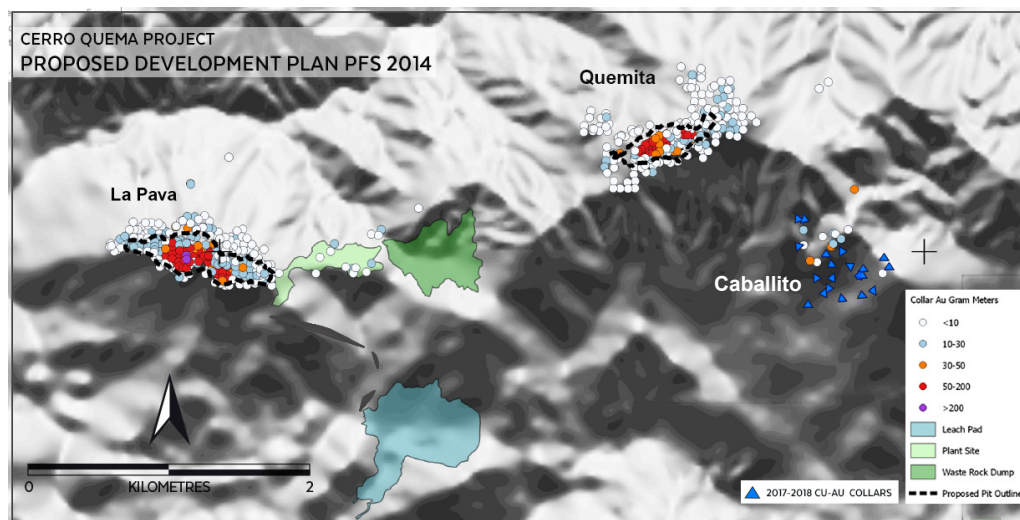 CERRO QUEMA PROJECT
PROPOSED DEVELOPMENT PLAN PFS 2014
Quemita
La Pava
Caballito
Collar Au Gram Meters
<10
10-30
30-50
50-200
>200
Leach Pad
Plant Site
Waste Rock Dump
Proposed Pit Outline
0
KILOMETRES
2
2017-2018 CU-AU COLLARS